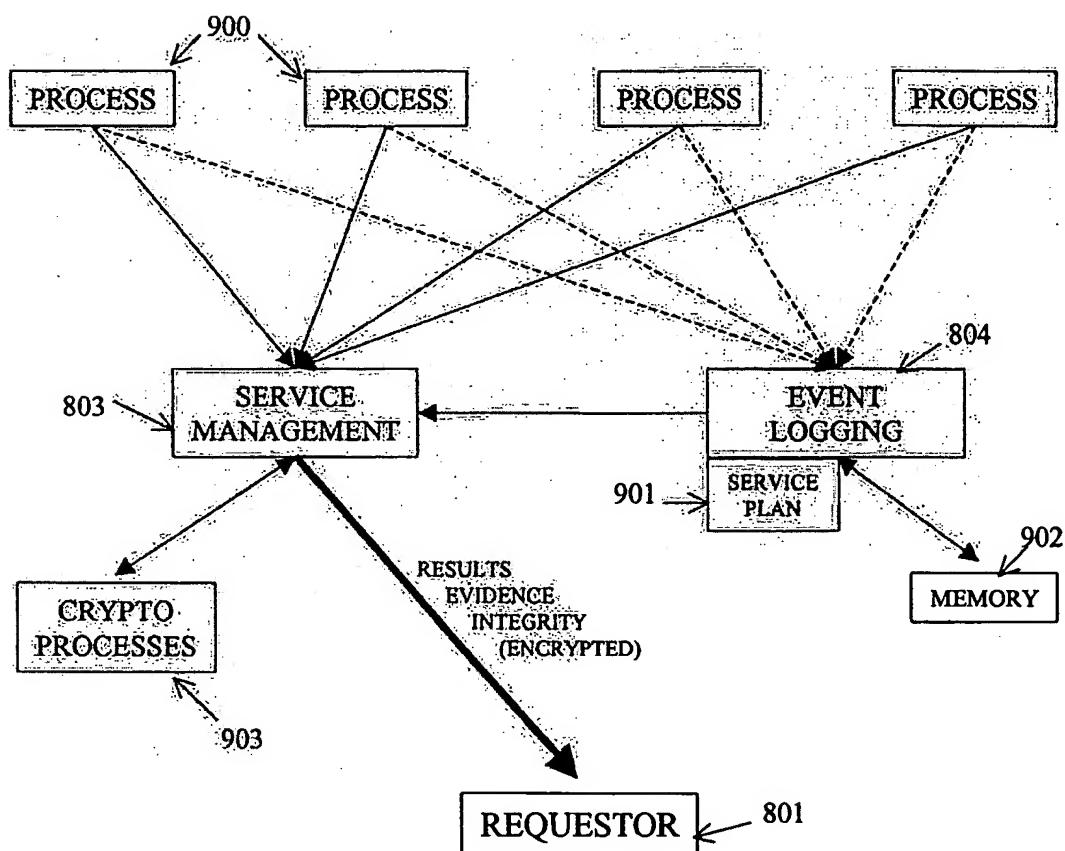 900
PROCESS
PROCESS
PROCESS
PROCESS
804
803
SERVICE
MANAGEMENT
EVENT
LOGGING
901
SERVICE
PLAN
902
MEMORY
RESULTS
EVIDENCE
INTEGRITY
(ENCRYPTED)
CRYPTO
PROCESSES
903
REQUESTOR
801